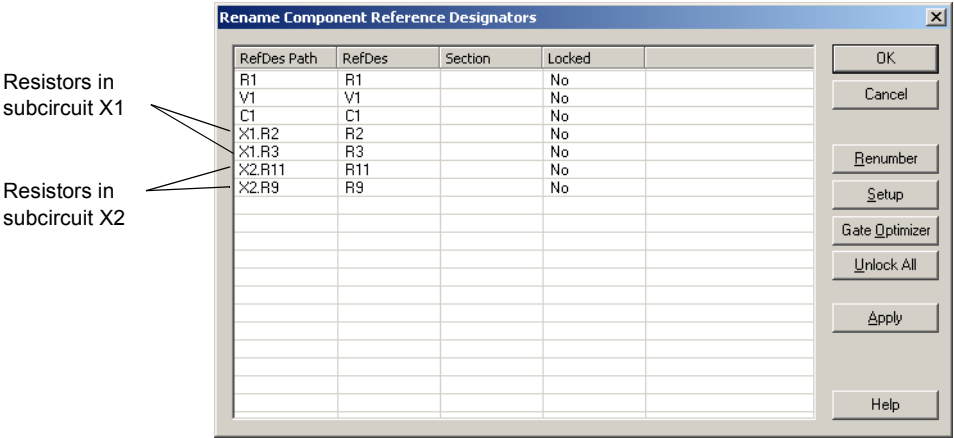 Rename Component Reference Designators
RefDes Path RefDes Section Locked
R1 R1 No
V1 V1 No
C1 C1 No
X1.R2 R2 No
X1.R3 R3 No
X2.R11 R11 No
X2.R9 R9 No
Resistors in
subcircuit X1
Resistors in
subcircuit X2
OK
Cancel
Renumber
Setup
Gate Optimizer
Unlock All
Apply
Help